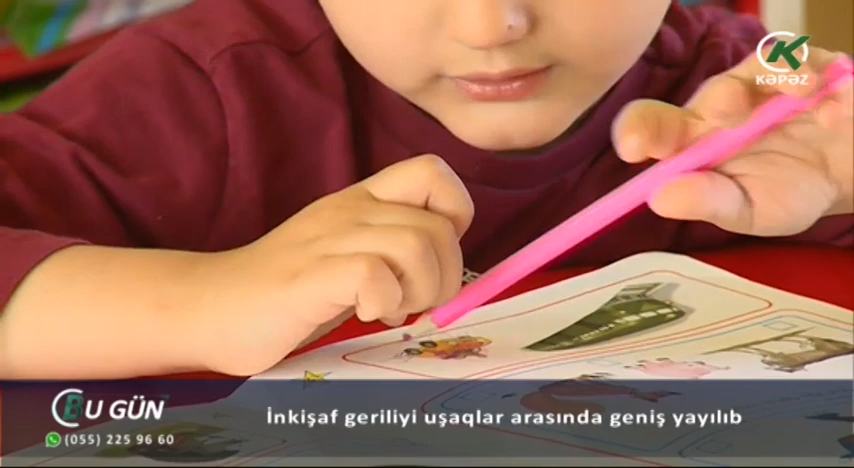 KƏPƏZ
BU GÜN
(055) 225 96 60
İnkişaf geriliyi uşaqlar arasında geniş yayılıb